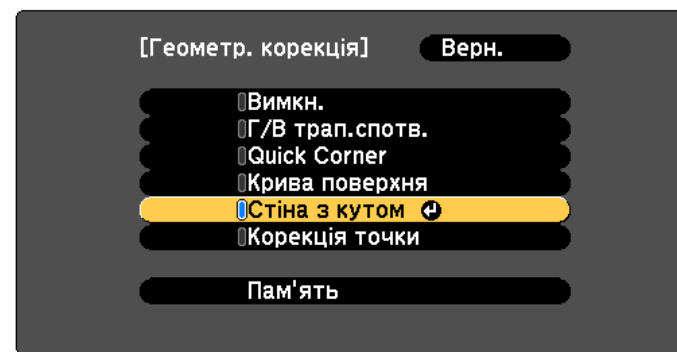 [Геометр. корекція] Верн.
Вимкн.
Г/В трап.спотв.
Quick Corner
Крива поверхня
Стіна з кутом
Корекція точки
Пам'ять